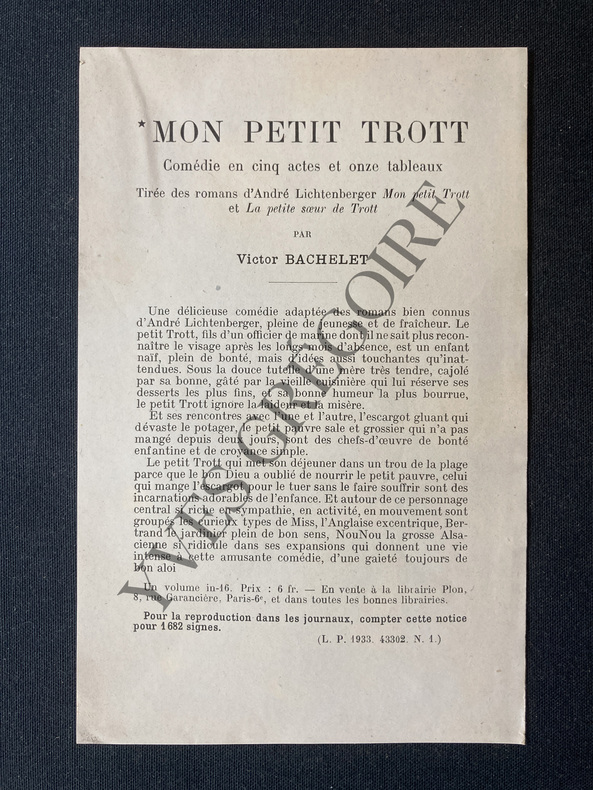 *MON PETIT TROTT
Comédie en cinq actes et onze tableaux
Tirée des romans d'André Lichtenberger Mon petit Trott
et La petite sœur de Trott
PAR
Victor BACHELET
Une délicieuse comédie adaptée des romans bien connus
d'André Lichtenberger, pleine de jeunesse et de fraîcheur. Le
petit Trott, fils d'un officier de marine dont il ne sait plus recon-
naître le visage après les longs mois d'absence, est un enfant
naïf, plein de bonté, mais d'idées aussi touchantes qu'inat-
tendues. Sous la douce tutelle d'une mère très tendre, cajolé
par sa bonne, gâté par la vieille cuisinière qui lui réserve ses
desserts les plus fins, et sa bonne humeur la plus bourrue,
le petit Trott ignore la laideur et la misère.
Et ses rencontres avec l'une et l'autre, l'escargot gluant qui
dévaste le potager, le petit pauvre sale et grossier qui n'a pas
mangé depuis deux jours, sont des chefs-d'œuvre de bonté
enfantine et de croyance simple.
Le petit Trott qui met son déjeuner dans un trou de la plage
parce que le bon Dieu a oublié de nourrir le petit pauvre, celui
qui mange l'escargot pour le tuer sans le faire souffrir sont des
incarnations adorables de l'enfance. Et autour de ce personnage
central si riche en sympathie, en activité, en mouvement sont
groupés les curieux types de Miss, l'Anglaise excentrique, Ber-
trand le jardinier plein de bon sens, NouNou la grosse Alsa-
cienne si ridicule dans ses expansions qui donnent une vie
intense à cette amusante comédie, d'une gaieté toujours de
bon aloi
Un volume in-16. Prix : 6 fr. — En vente à la librairie Plon,
8, rue Garancière, Paris-6e, et dans toutes les bonnes librairies.
Pour la reproduction dans les journaux, compter cette notice
pour 1682 signes.
(L. P. 1933. 43302. N. 1.)
YVES GREGOIRE